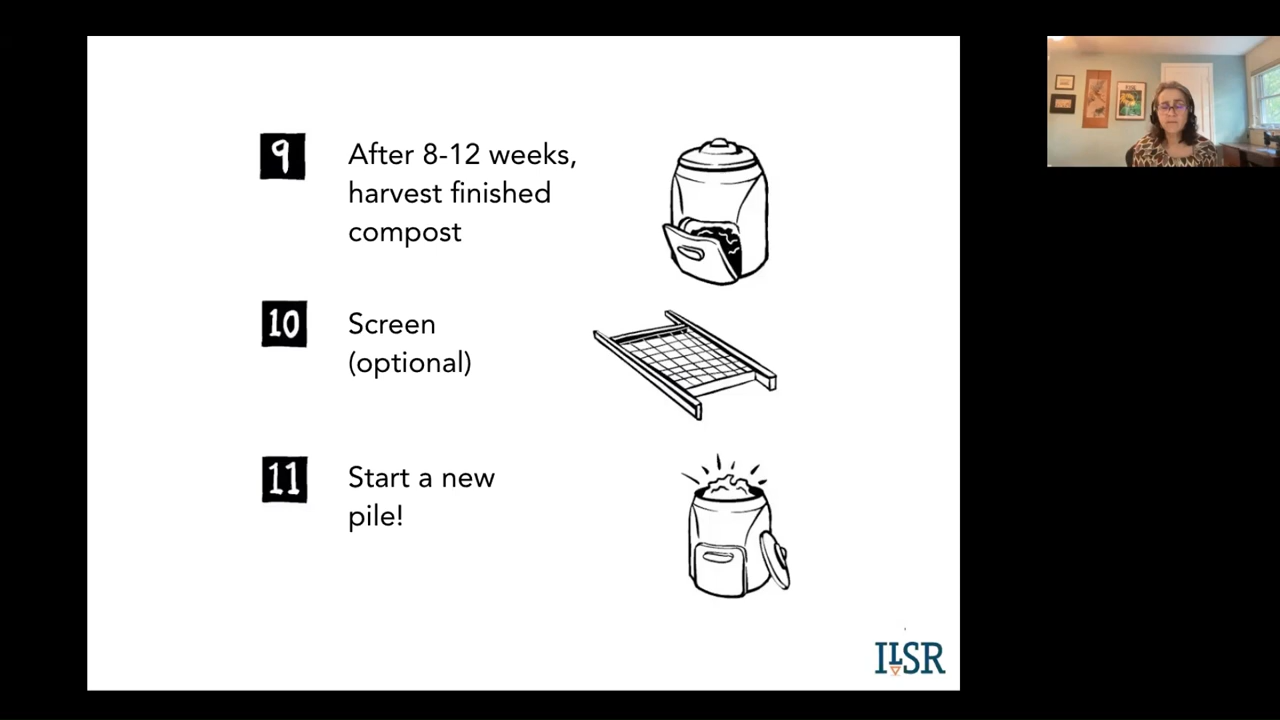 9
After 8-12 weeks,
harvest finished
compost
10
Screen
(optional)
11
Start a new
pile!
ILSR